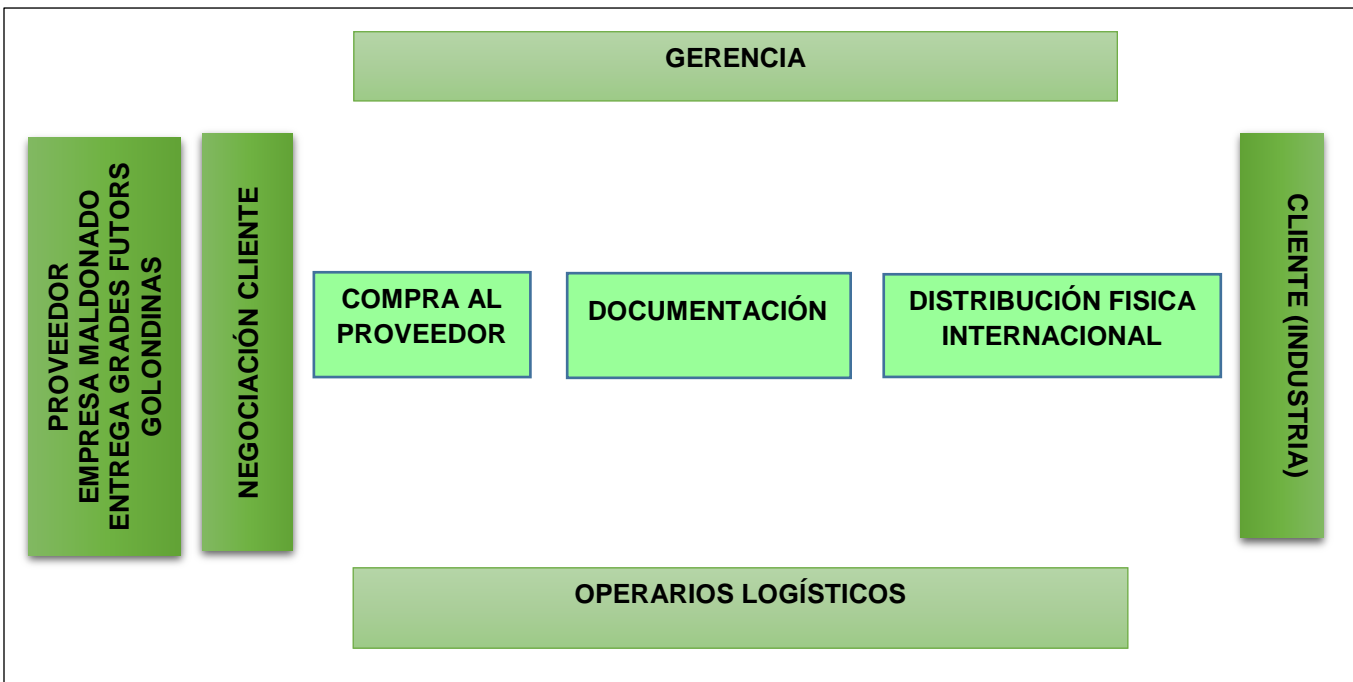 GERENCIA
PROVEEDOR
EMPRESA MALDONADO
ENTREGA GRADES FUTORS
GOLONDINAS
NEGOCIACIÓN CLIENTE
COMPRA AL
PROVEEDOR
DOCUMENTACIÓN
DISTRIBUCIÓN FISICA
INTERNACIONAL
CLIENTE (INDUSTRIA)
OPERARIOS LOGÍSTICOS